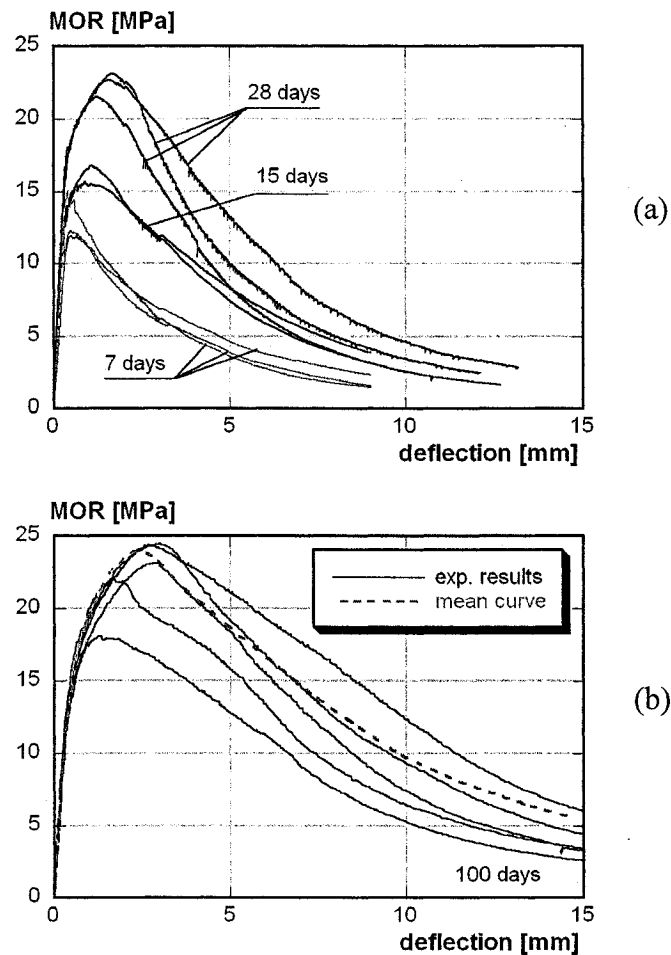 MOR [MPa]
25
20
15
10
5
0
28 days
15 days
7 days
0 5 10 15
deflection [mm]
(a)
MOR [MPa]
25
20
15
10
5
0
exp. results
mean curve
100 days
0 5 10 15
deflection [mm]
(b)